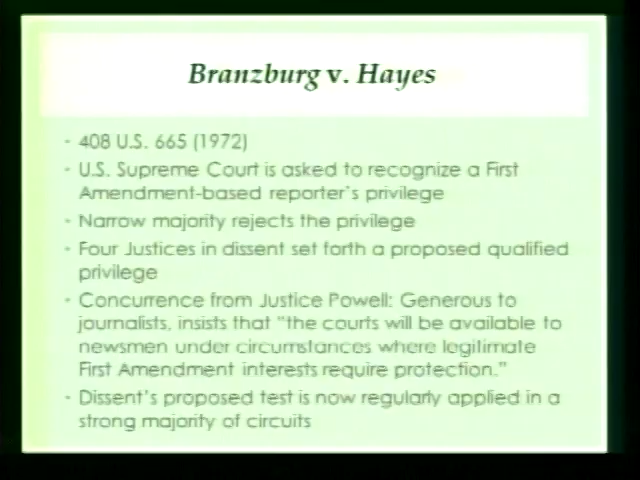 Branzburg v. Hayes
- 408 U.S. 665 (1972)
- U.S. Supreme Court is asked to recognize a First
Amendment-based reporter's privilege
- Narrow majority rejects the privilege
- Four Justices in dissent set forth a proposed qualified
privilege
- Concurrence from Justice Powell: Generous to
journalists, insists that "the courts will be available to
newsmen under circumstances where legitimate
First Amendment interests require protection."
- Dissent's proposed test is now regularly applied in a
strong majority of circuits